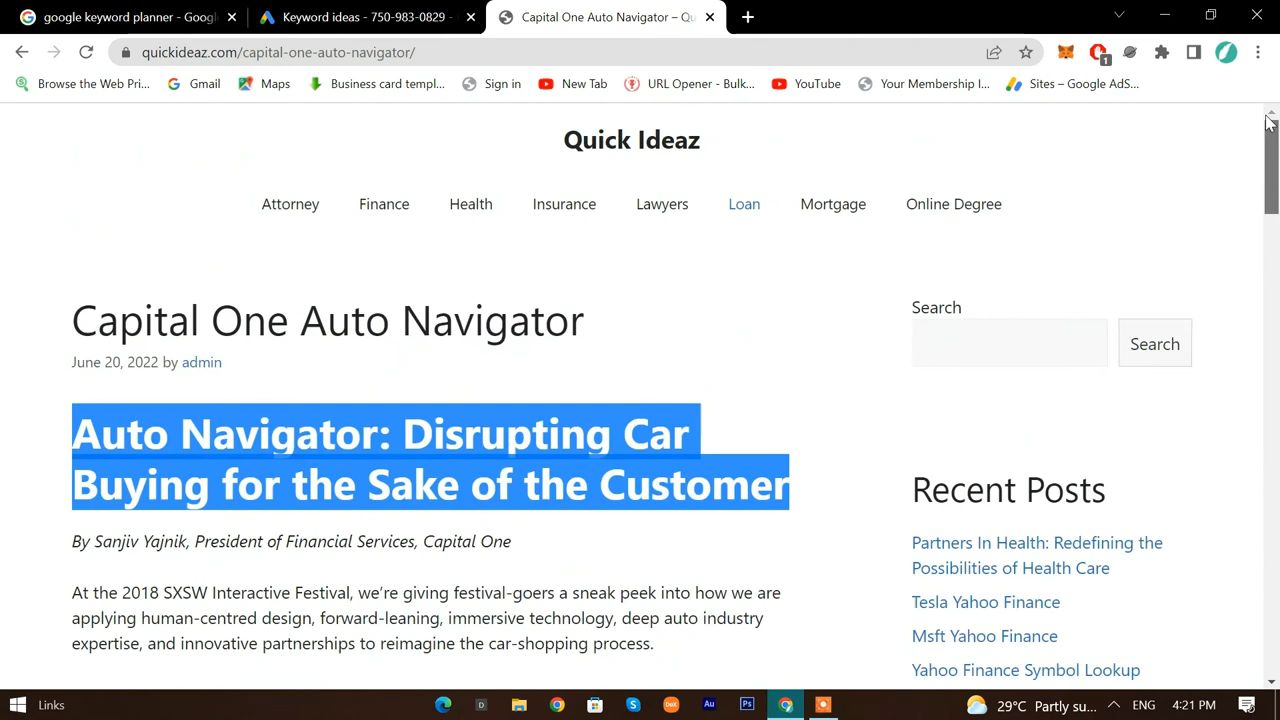 google keyword planner - Google
Keyword ideas - 750-983-0829 -
Capital One Auto Navigator – Qu
quickideaz.com/capital-one-auto-navigator/
1
Browse the Web Pri...
Gmail
Maps
Business card templ...
Sign in
New Tab
URL Opener - Bulk...
YouTube
Your Membership I...
Sites – Google AdS...
Quick Ideaz
Attorney Finance Health Insurance Lawyers Loan Mortgage Online Degree
Capital One Auto Navigator
June 20, 2022 by admin
Auto Navigator: Disrupting Car
Buying for the Sake of the Customer
By Sanjiv Yajnik, President of Financial Services, Capital One
At the 2018 SXSW Interactive Festival, we’re giving festival-goers a sneak peek into how we are
applying human-centred design, forward-leaning, immersive technology, deep auto industry
expertise, and innovative partnerships to reimagine the car-shopping process.
Search
Search
Recent Posts
Partners In Health: Redefining the
Possibilities of Health Care
Tesla Yahoo Finance
Msft Yahoo Finance
Yahoo Finance Symbol Lookup
Links
D
S
Au
Ps
29°C Partly su...
ENG
4:21 PM